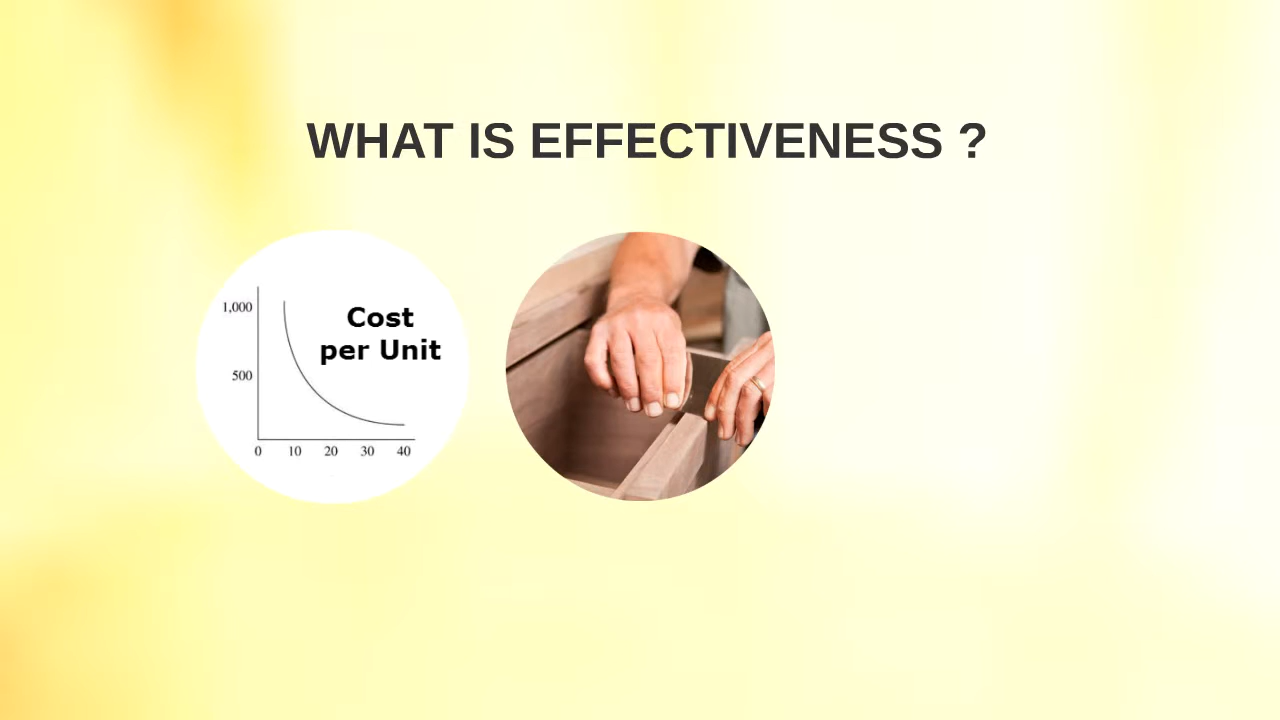 WHAT IS EFFECTIVENESS ?
1,000
Cost
per Unit
500
0 10 20 30 40